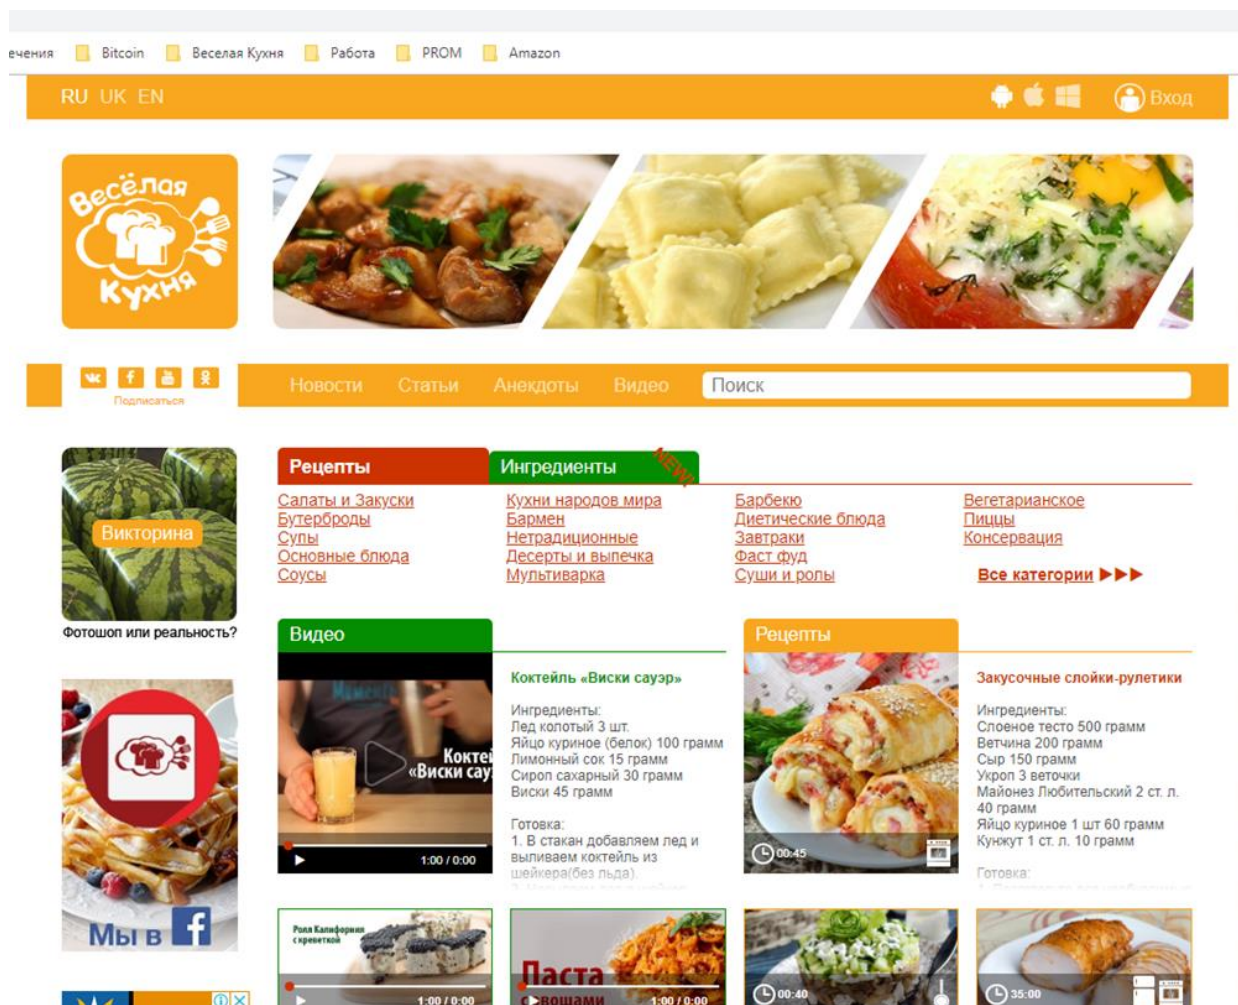 ечения Bitcoin Веселая Кухня Работа PROM Amazon
RU UK EN
Вход
Весёлая
Кухня
Подписаться
Новости Статьи Анекдоты Видео Поиск
Викторина
Фотошоп или реальность?
Рецепты Ингредиенты NEW!
Салаты и Закуски
Бутерброды
Супы
Основные блюда
Соусы
Кухни народов мира
Бармен
Нетрадиционные
Десерты и выпечка
Мультиварка
Барбекю
Диетические блюда
Завтраки
Фаст фуд
Суши и ролы
Вегетарианское
Пиццы
Консервация
Все категории ►►►
Мы в f
Видео
Коктей
«Виски сау
1:00 / 0:00
Коктейль «Виски сауэр»
Ингредиенты:
Лед колотый 3 шт.
Яйцо куриное (белок) 100 грамм
Лимонный сок 15 грамм
Сироп сахарный 30 грамм
Виски 45 грамм
Готовка:
1. В стакан добавляем лед и
выливаем коктейль из
шейкера(без льда).
Рецепты
00:45
Закусочные слойки-рулетики
Ингредиенты:
Слоеное тесто 500 грамм
Ветчина 200 грамм
Сыр 150 грамм
Укроп 3 веточки
Майонез Любительский 2 ст. л.
40 грамм
Яйцо куриное 1 шт 60 грамм
Кунжут 1 ст. л. 10 грамм
Готовка:
Ролл Калифорния
с креветкой
1:00 / 0:00
Паста
1:00 / 0:00
00:40
35:00